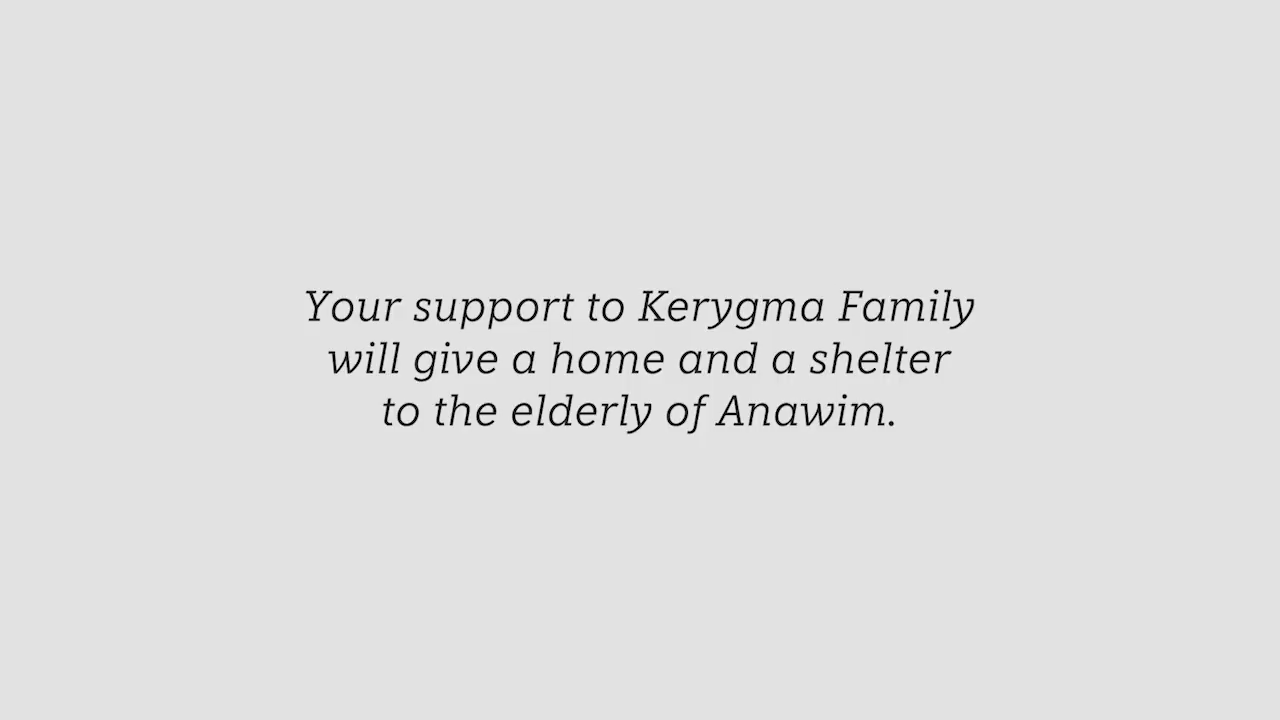 Your support to Kerygma Family
will give a home and a shelter
to the elderly of Anawim.